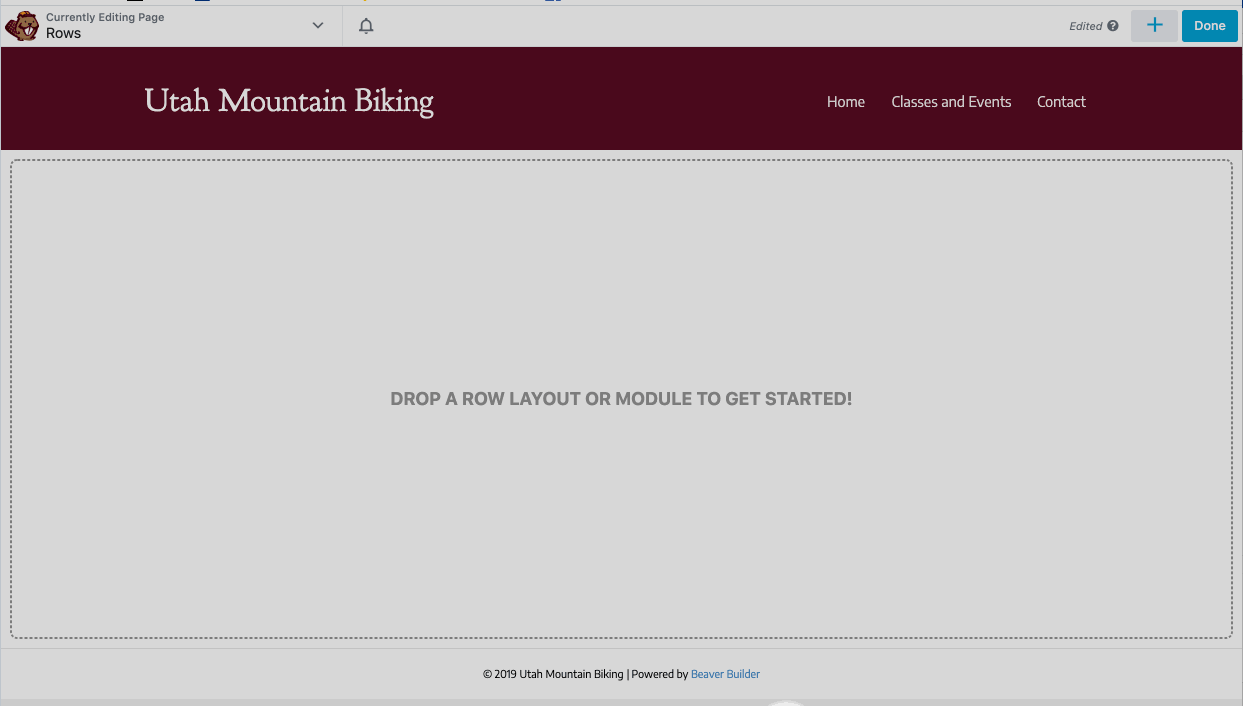 Currently Editing Page
Rows
Edited
Done
Utah Mountain Biking
Home Classes and Events Contact
DROP A ROW LAYOUT OR MODULE TO GET STARTED!
© 2019 Utah Mountain Biking | Powered by Beaver Builder